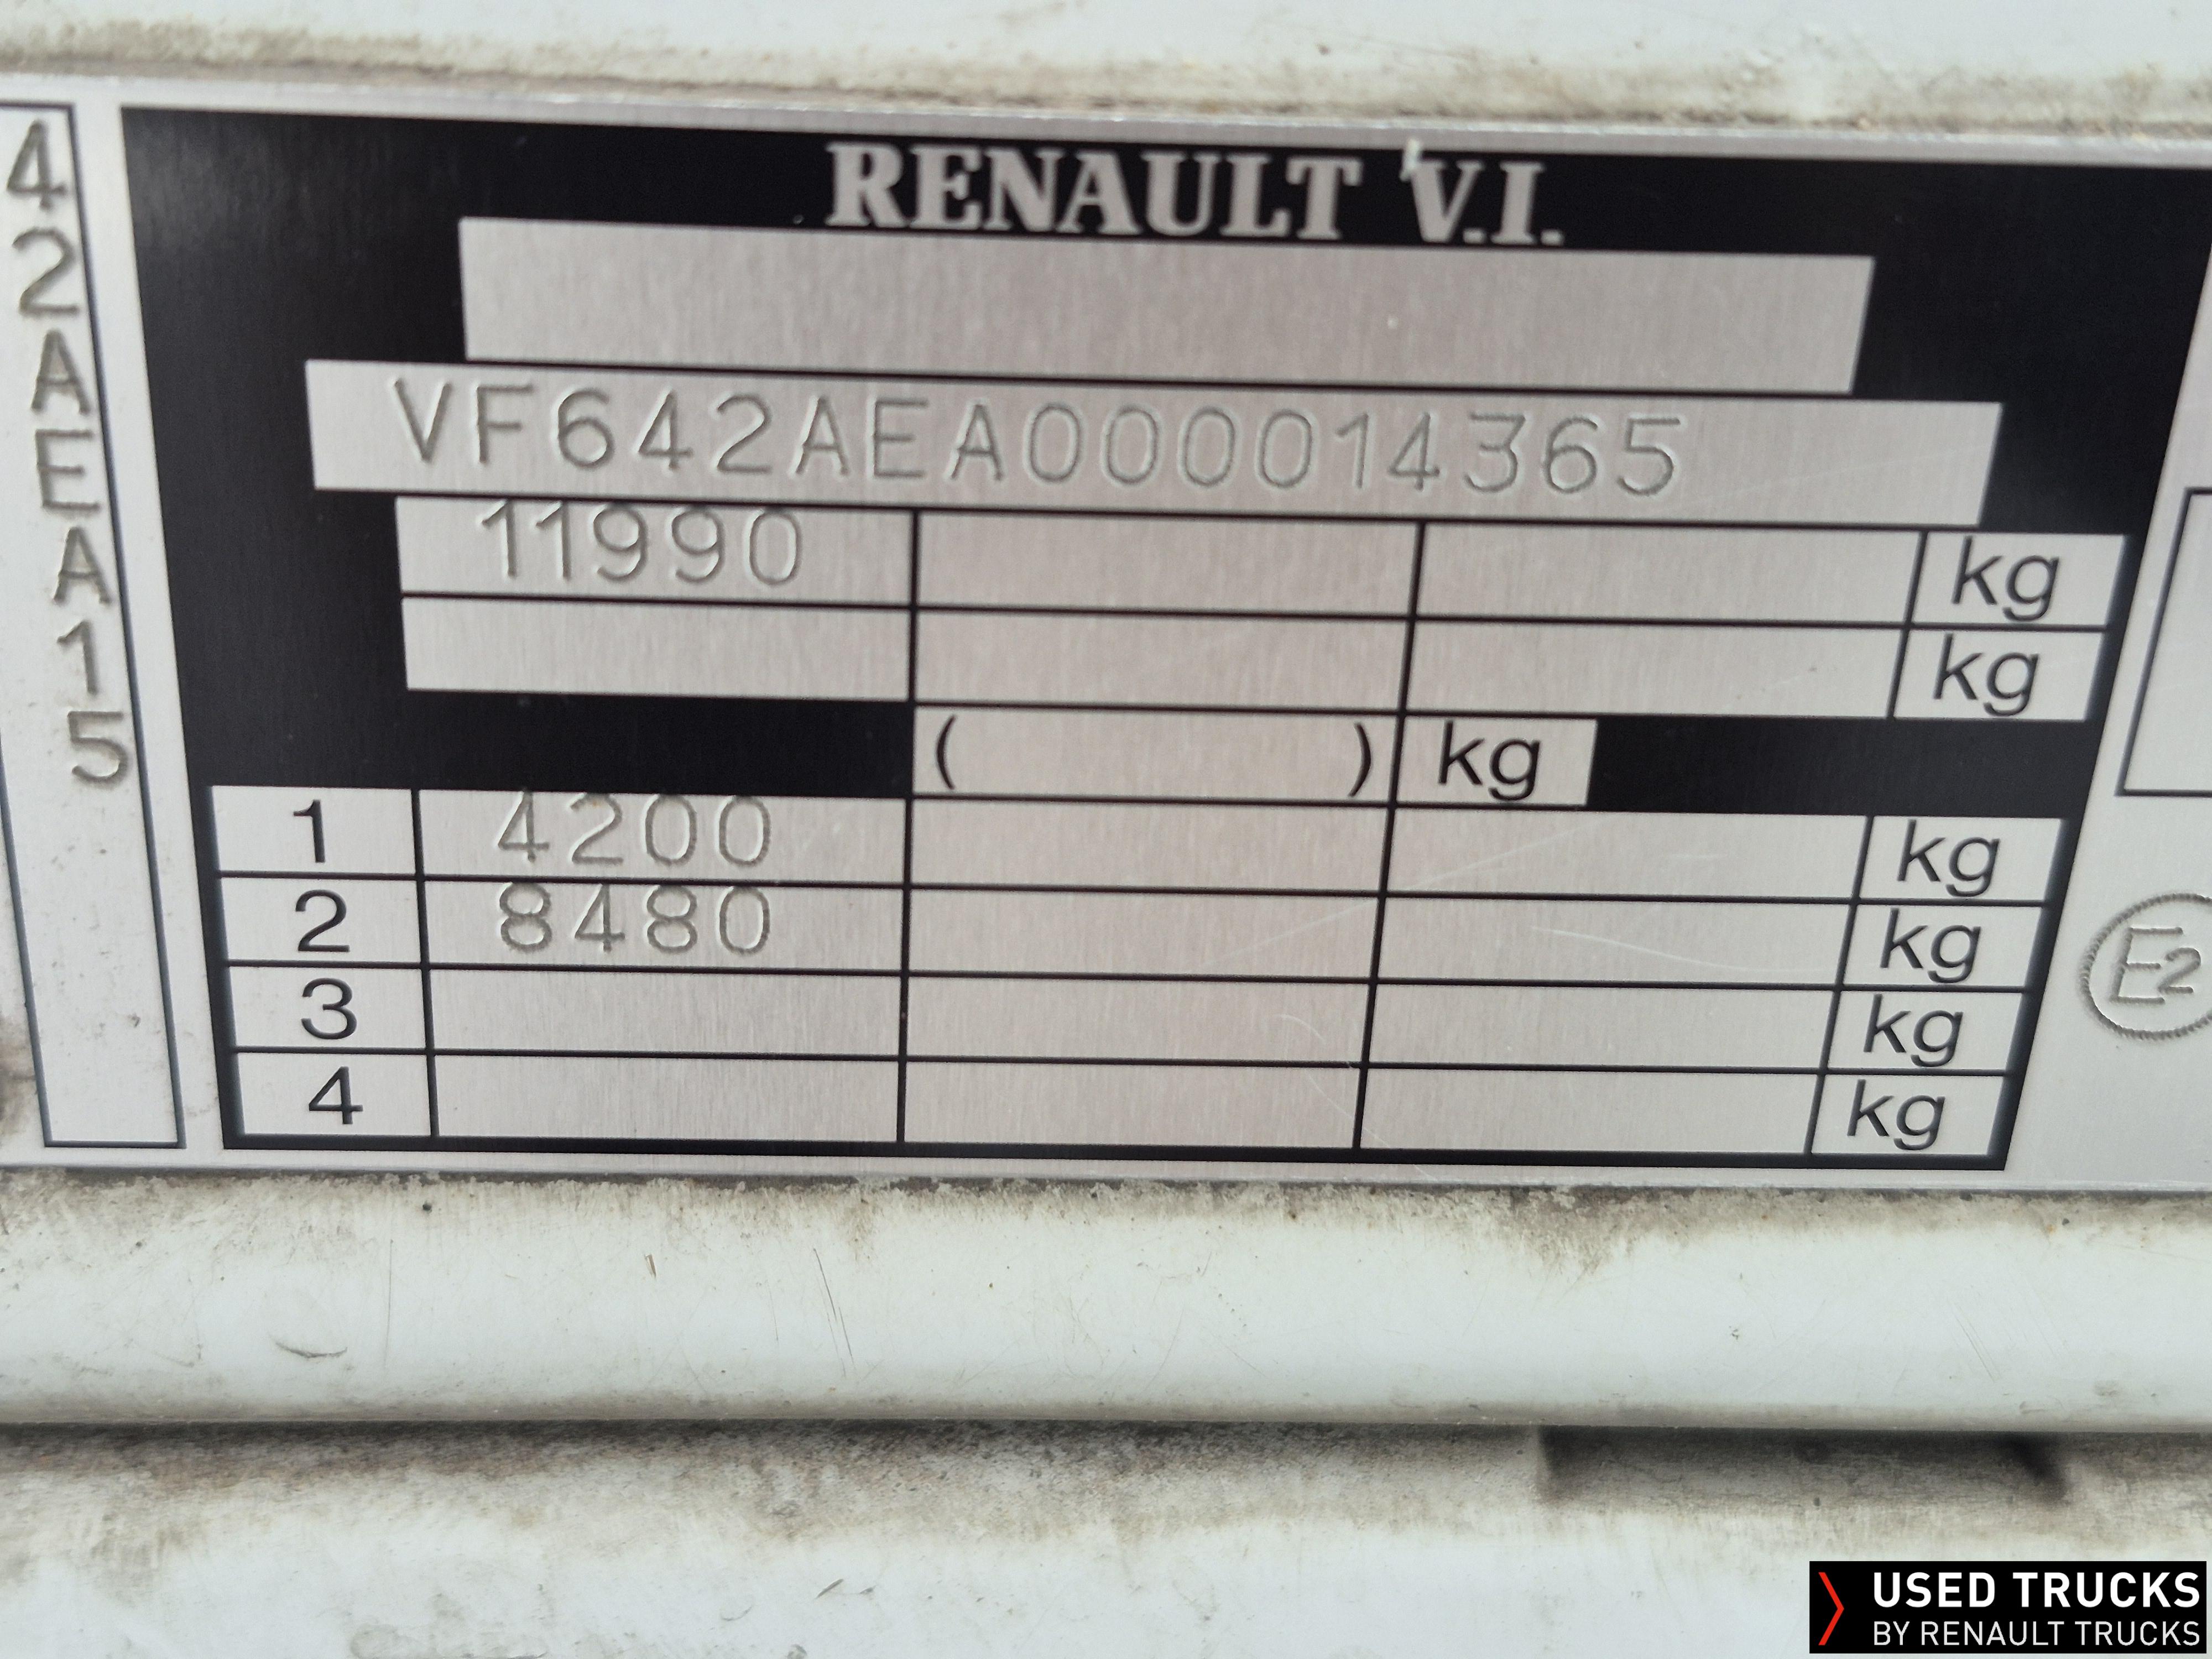 42AEA15
RENAULT V.I.
VF642AEA000014365
11990 kg
kg
( ) kg
1 4200 kg
2 8480 kg
3 kg
4 kg
E2
USED TRUCKS
BY RENAULT TRUCKS